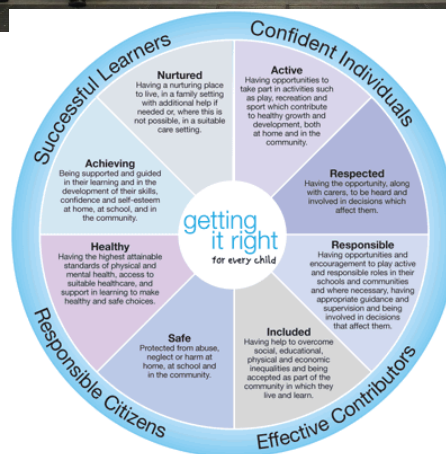 Successful Learners
Confident Individuals
Nurtured
Having a nurturing place
to live, in a family setting
with additional help if
needed or, where this is
not possible, in a suitable
care setting.
Active
Having opportunities to
take part in activities such
as play, recreation and
sport which contribute
to healthy growth and
development, both
at home and in the
community.
Achieving
Being supported and guided
in their learning and in the
development of their skills,
confidence and self-esteem
at home, at school, and in
the community.
Respected
Having the opportunity, along
with carers, to be heard and
involved in decisions which
affect them.
getting
it right
for every child
Healthy
Having the highest attainable
standards of physical and
mental health, access to
suitable healthcare, and
support in learning to make
healthy and safe choices.
Responsible
Having opportunities and
encouragement to play active
and responsible roles in their
schools and communities
and where necessary, having
appropriate guidance and
supervision and being
involved in decisions
that affect them.
Safe
Protected from abuse,
neglect or harm at
home, at school and
in the community.
Included
Having help to overcome
social, educational,
physical and economic
inequalities and being
accepted as part of the
community in which they
live and learn.
Responsible Citizens
Effective Contributors